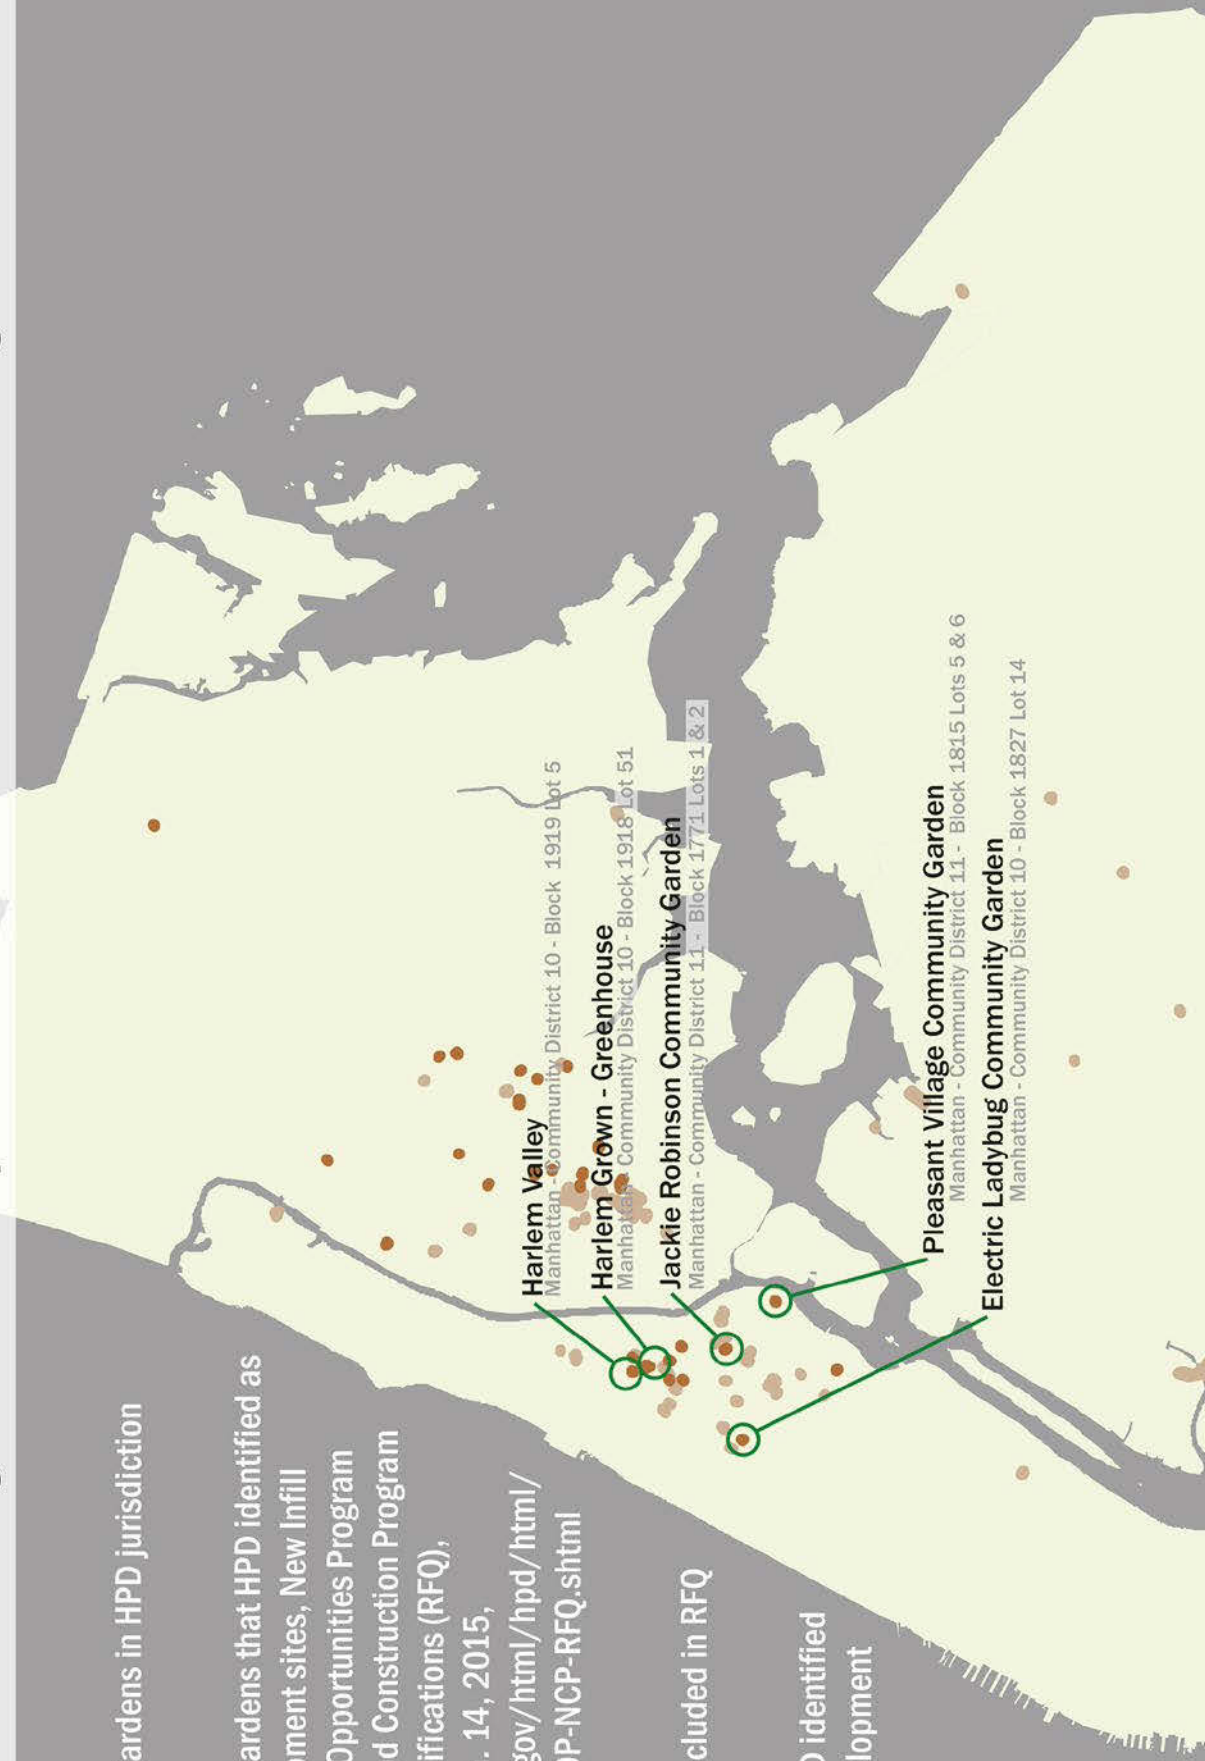 ardens in HPD jurisdiction
ardens that HPD identified as
ment sites, New Infill
Opportunities Program
d Construction Program
ifications (RFQ),
. 14, 2015,
gov/html/hpd/html/
OP-NCP-RFQ.shtml
cluded in RFQ
D identified
lopment
Harlem Valley
Manhattan - Community District 10 - Block 1919 Lot 5
Harlem Grown - Greenhouse
Manhattan - Community District 10 - Block 1918 Lot 51
Jackie Robinson Community Garden
Manhattan - Community District 11 - Block 1771 Lots 1 & 2
Pleasant Village Community Garden
Manhattan - Community District 11 - Block 1815 Lots 5 & 6
Electric Ladybug Community Garden
Manhattan - Community District 10 - Block 1827 Lot 14